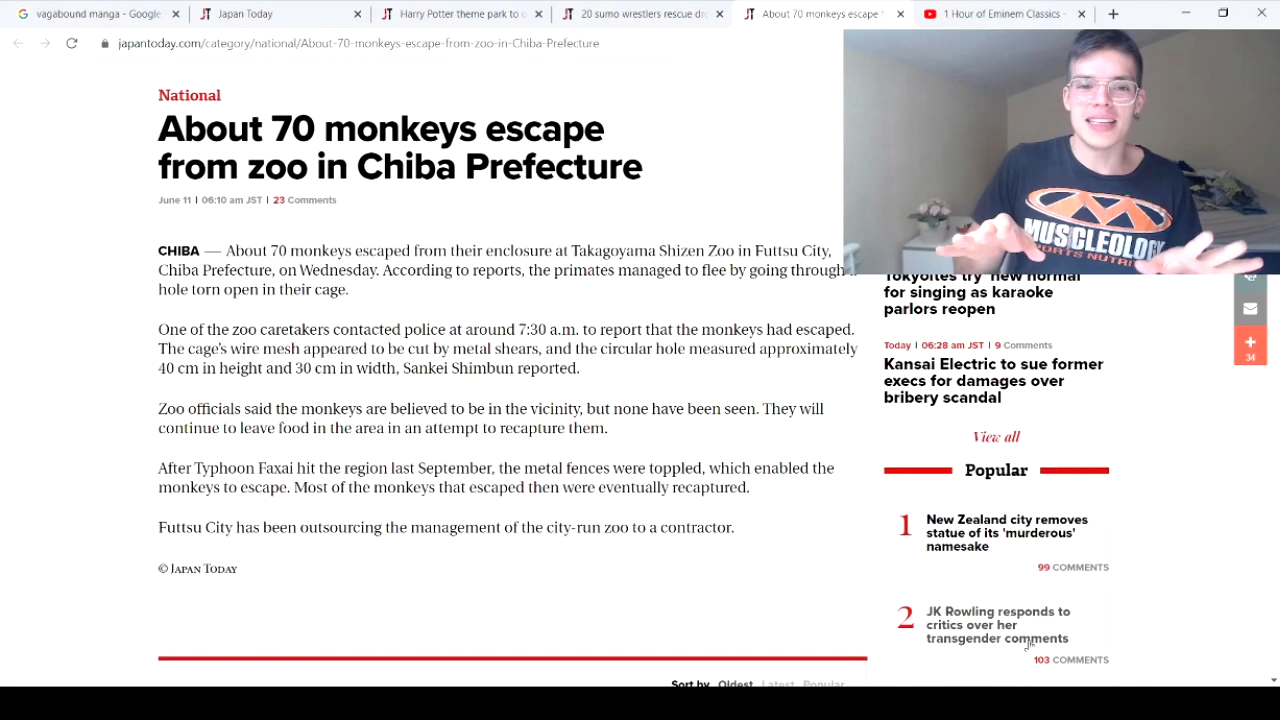 vagabound manga - Google
Japan Today
Harry Potter theme park to o
20 sumo wrestlers rescue dro
About 70 monkeys escape
1 Hour of Eminem Classics -
japantoday.com/category/national/About-70-monkeys-escape-from-zoo-in-Chiba-Prefecture
National
About 70 monkeys escape
from zoo in Chiba Prefecture
June 11 | 06:10 am JST | 23 Comments
CHIBA — About 70 monkeys escaped from their enclosure at Takagoyama Shizen Zoo in Futtsu City,
Chiba Prefecture, on Wednesday. According to reports, the primates managed to flee by going through
hole torn open in their cage.
One of the zoo caretakers contacted police at around 7:30 a.m. to report that the monkeys had escaped.
The cage's wire mesh appeared to be cut by metal shears, and the circular hole measured approximately
40 cm in height and 30 cm in width, Sankei Shimbun reported.
Zoo officials said the monkeys are believed to be in the vicinity, but none have been seen. They will
continue to leave food in the area in an attempt to recapture them.
After Typhoon Faxai hit the region last September, the metal fences were toppled, which enabled the
monkeys to escape. Most of the monkeys that escaped then were eventually recaptured.
Futtsu City has been outsourcing the management of the city-run zoo to a contractor.
© JAPAN TODAY
Sort by Oldest Latest Popular
MUSCLEOLOGY
SPORTS NUTRI
Tokyoites try 'new normal'
for singing as karaoke
parlors reopen
Today | 06:28 am JST | 9 Comments
Kansai Electric to sue former
execs for damages over
bribery scandal
View all
Popular
1
New Zealand city removes
statue of its 'murderous'
namesake
99 COMMENTS
2
JK Rowling responds to
critics over her
transgender comments
103 COMMENTS
34